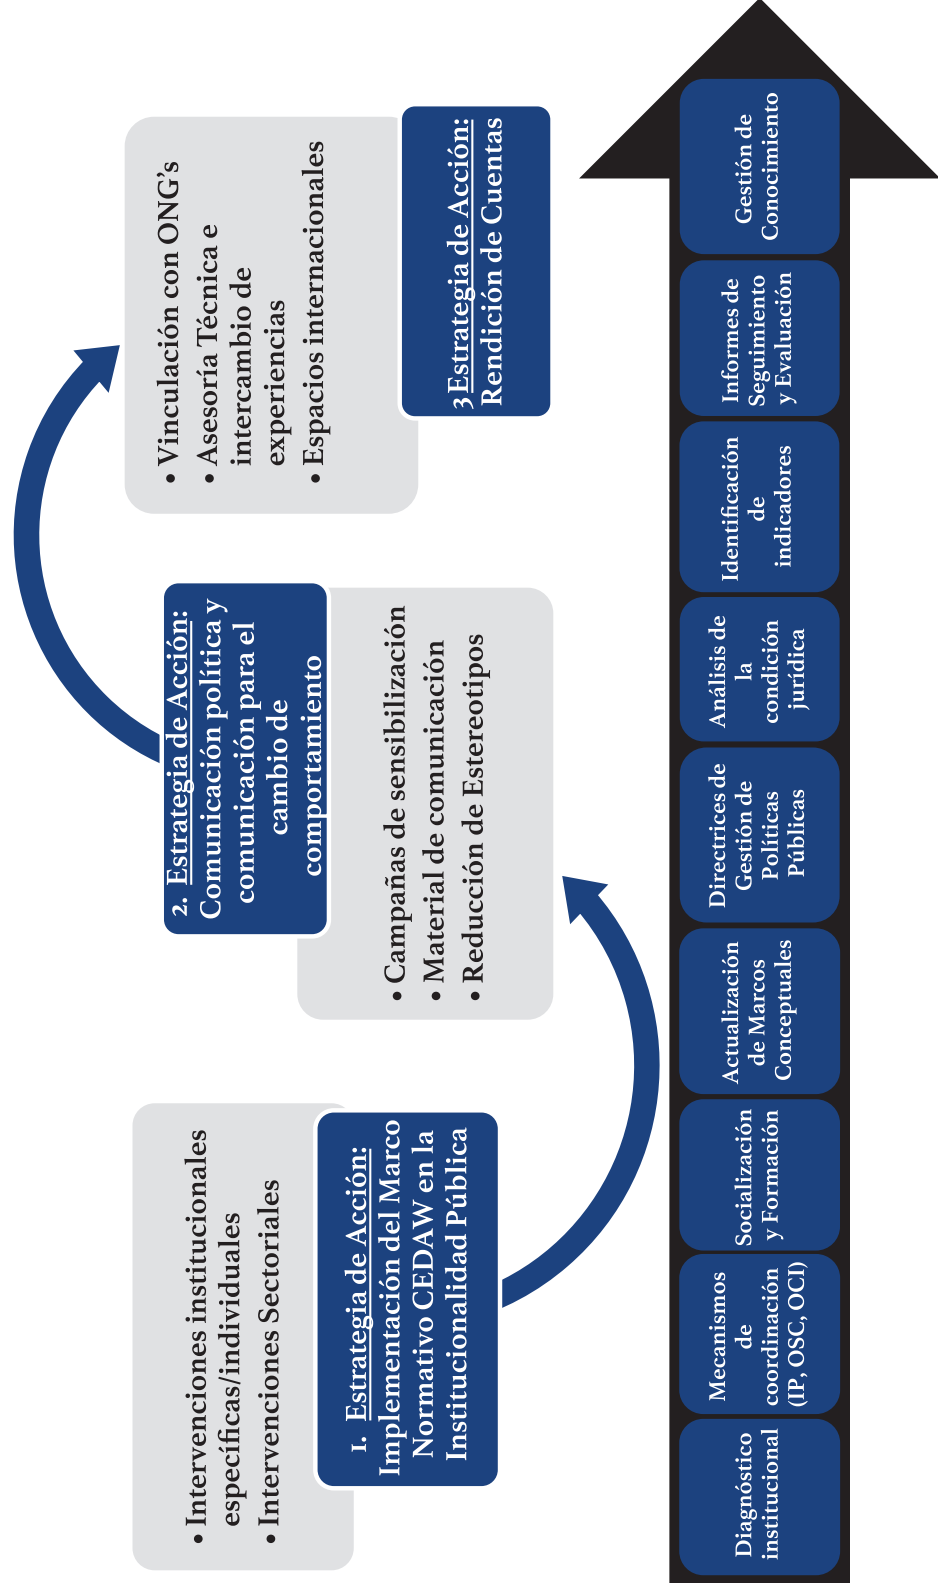 • Intervenciones institucionales
específicas/individuales
• Intervenciones Sectoriales
1. Estrategia de Acción:
Implementación del Marco
Normativo CEDAW en la
Institucionalidad Pública
2. Estrategia de Acción:
Comunicación política y
comunicación para el
cambio de
comportamiento
• Campañas de sensibilización
• Material de comunicación
• Reducción de Estereotipos
• Vinculación con ONG's
• Asesoría Técnica e
intercambio de
experiencias
• Espacios internacionales
3 Estrategia de Acción:
Rendición de Cuentas
Diagnóstico
institucional
Mecanismos
de
coordinación
(IP, OSC, OCI)
Socialización
y Formación
Actualización
de Marcos
Conceptuales
Directrices de
Gestión de
Políticas
Públicas
Análisis de
la
condición
jurídica
Identificación
de
indicadores
Informes de
Seguimiento
y Evaluación
Gestión de
Conocimiento